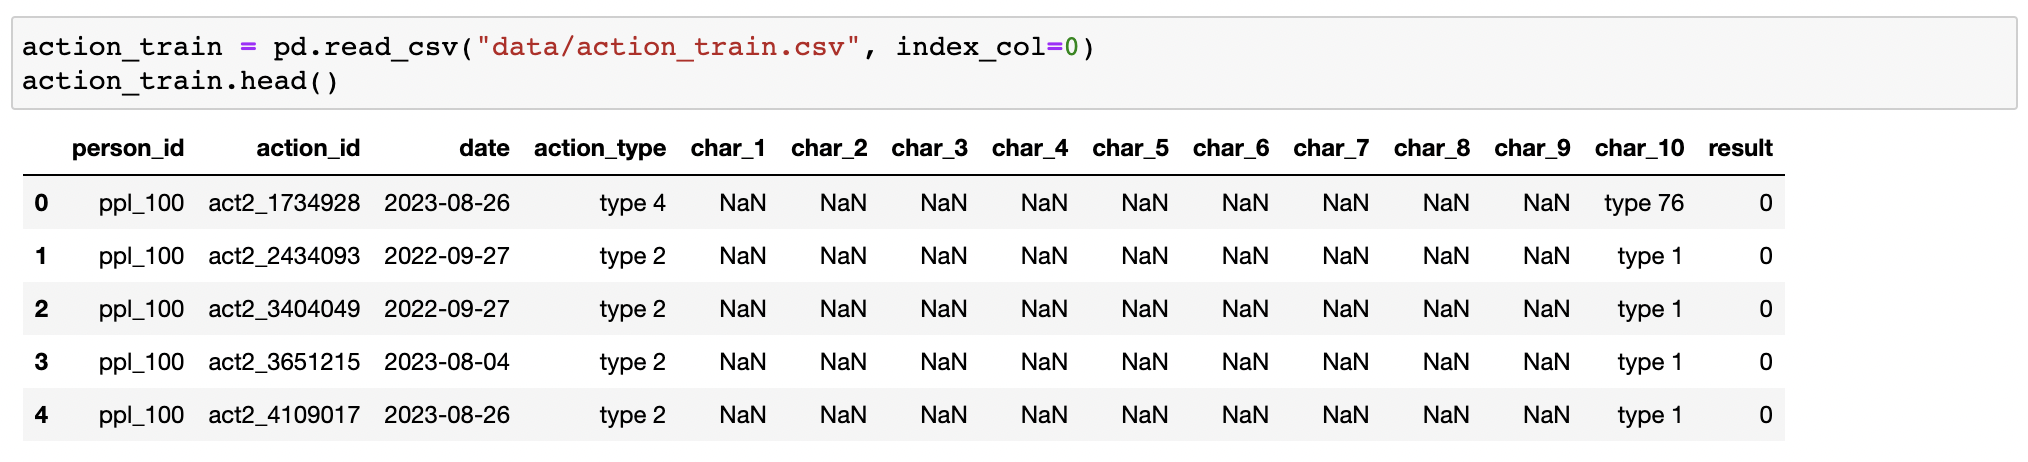 action_train = pd.read_csv("data/action_train.csv", index_col=0)
action_train.head()
person_id action_id date action_type char_1 char_2 char_3 char_4 char_5 char_6 char_7 char_8 char_9 char_10 result
0 ppl_100 act2_1734928 2023-08-26 type 4 NaN NaN NaN NaN NaN NaN NaN NaN NaN type 76 0
1 ppl_100 act2_2434093 2022-09-27 type 2 NaN NaN NaN NaN NaN NaN NaN NaN NaN type 1 0
2 ppl_100 act2_3404049 2022-09-27 type 2 NaN NaN NaN NaN NaN NaN NaN NaN NaN type 1 0
3 ppl_100 act2_3651215 2023-08-04 type 2 NaN NaN NaN NaN NaN NaN NaN NaN NaN type 1 0
4 ppl_100 act2_4109017 2023-08-26 type 2 NaN NaN NaN NaN NaN NaN NaN NaN NaN type 1 0